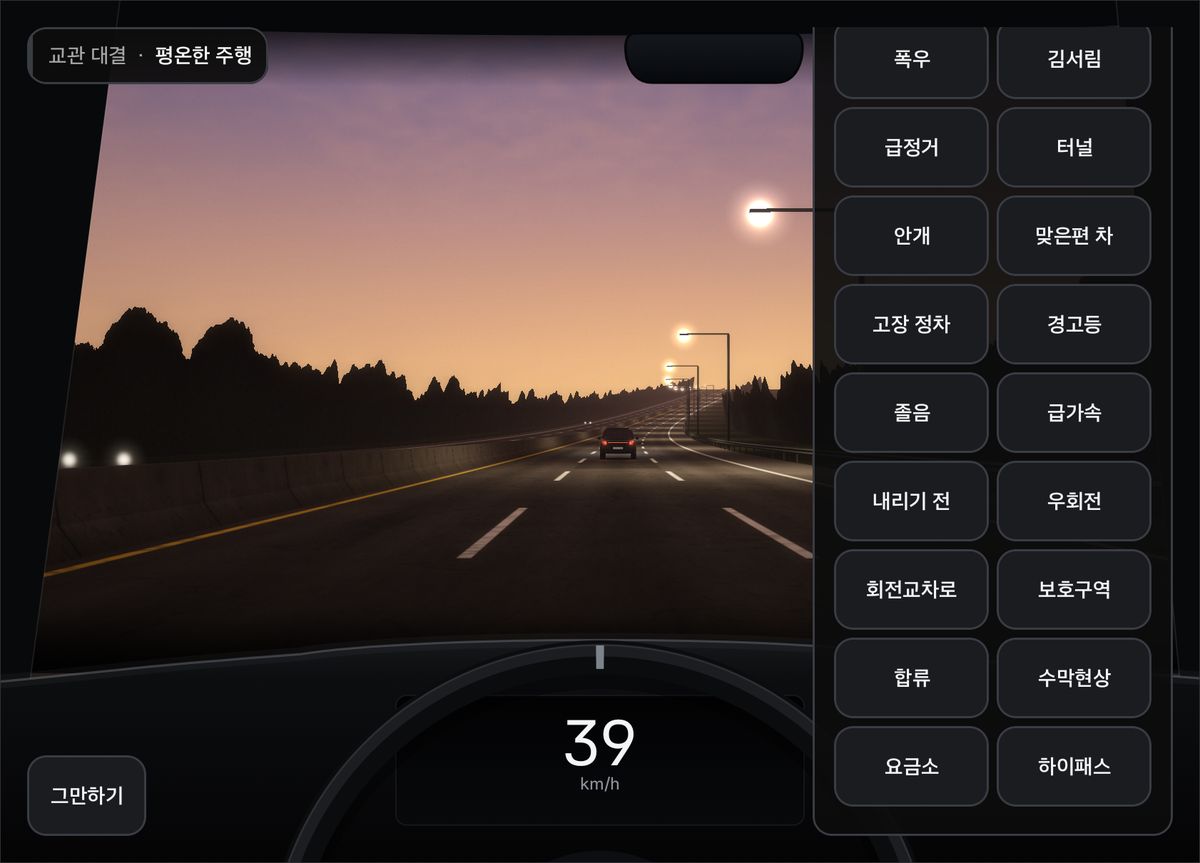 교관 대결 · 평온한 주행
폭우
김서림
급정거
터널
안개
맞은편 차
고장 정차
경고등
졸음
급가속
내리기 전
우회전
회전교차로
보호구역
합류
수막현상
요금소
하이패스
39
km/h
그만하기